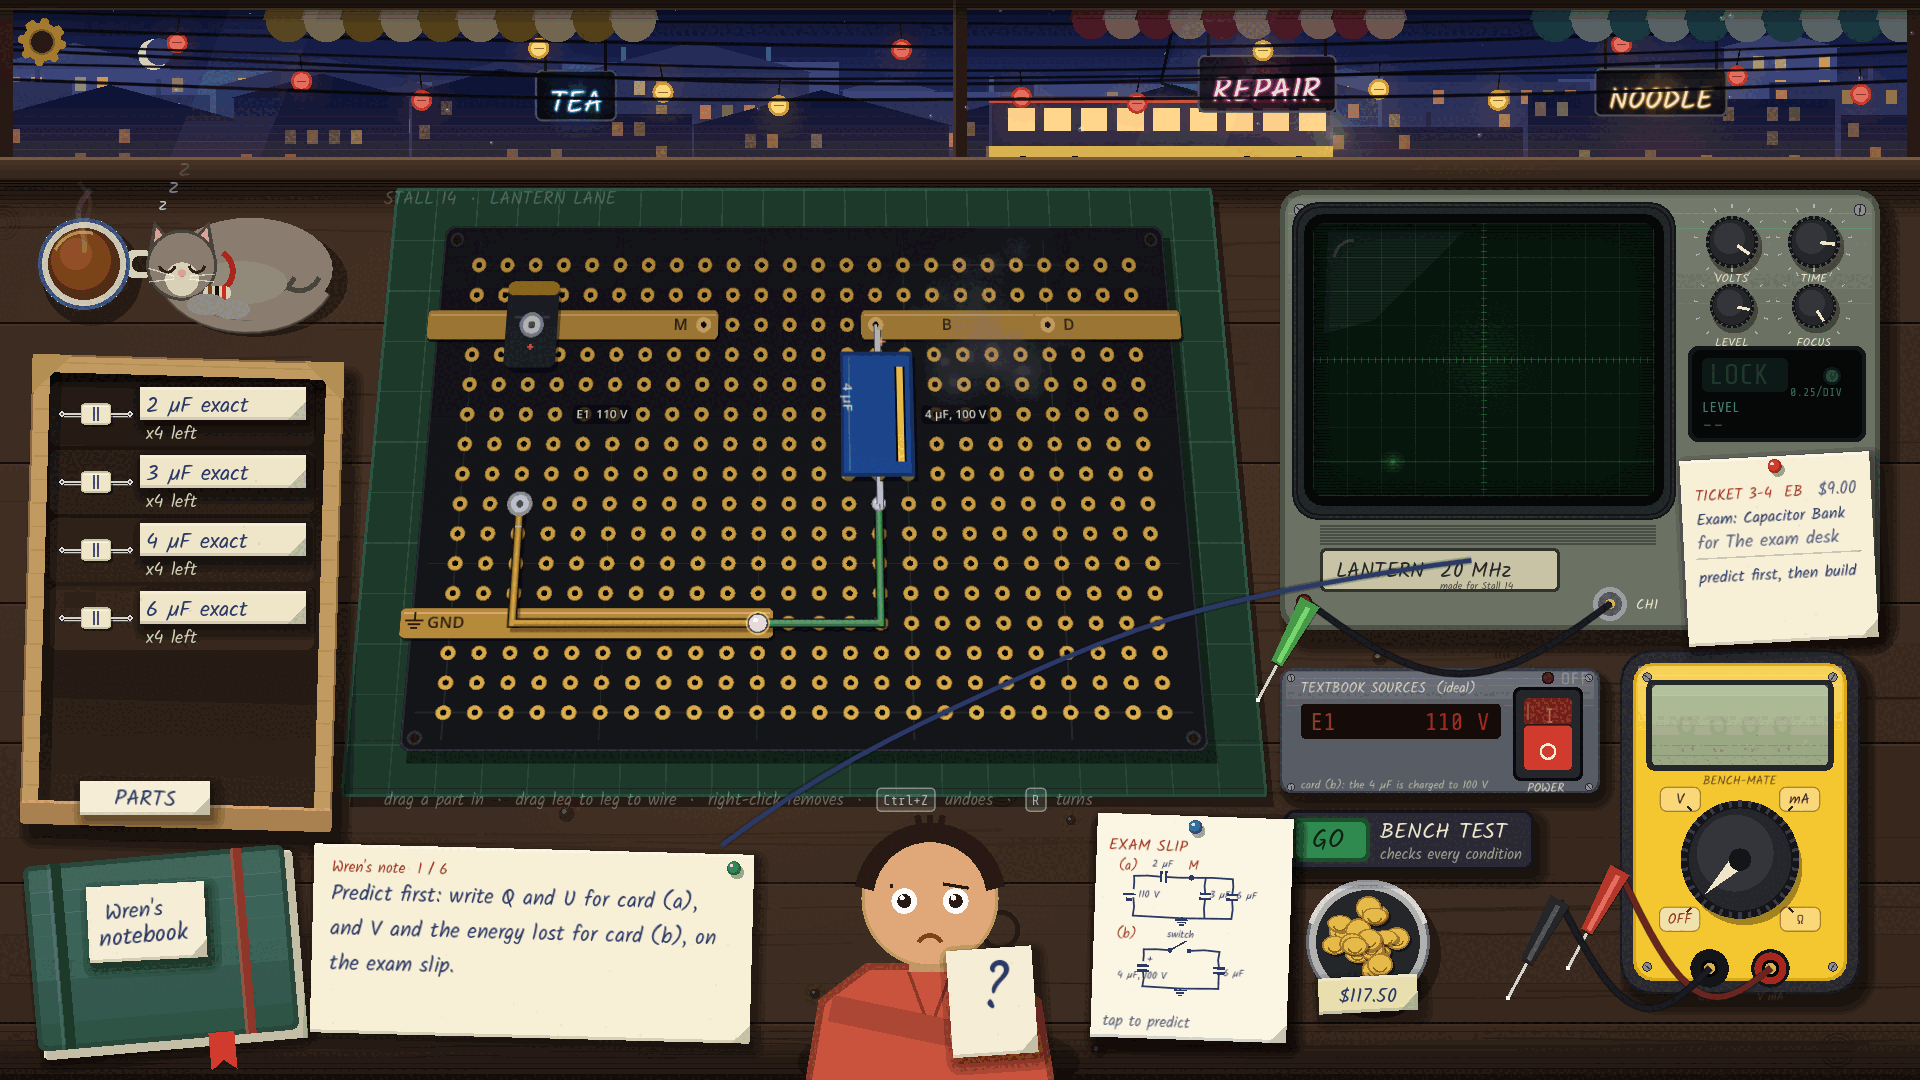 TEA
REPAIR
NOODLE
z
z
z
STALL 14 · LANTERN LANE
M
B
D
E1 110 V
4 µF
4 µF, 100 V
GND
2 µF exact
x4 left
3 µF exact
x4 left
4 µF exact
x4 left
6 µF exact
x4 left
PARTS
drag a part in · drag leg to leg to wire · right-click removes · Ctrl+Z undoes · R turns
VOLTS
TIME
LEVEL
FOCUS
LOCK
0.25/DIV
LEVEL
--
LANTERN 20 MHz
made for Stall 14
CH1
TICKET 3-4 EB $9.00
Exam: Capacitor Bank
for The exam desk
predict first, then build
TEXTBOOK SOURCES (ideal)
OFF
E1 110 V
I
card (b): the 4 µF is charged to 100 V
POWER
GO
BENCH TEST
checks every condition
BENCH-MATE
V
mA
OFF
Ω
V mA
Wren's
notebook
Wren's note 1 / 6
Predict first: write Q and U for card (a),
and V and the energy lost for card (b), on
the exam slip.
?
EXAM SLIP
(a) 2 µF M
110 V
3 µF
6 µF
(b)
switch
+
4 µF, 100 V
6 µF
tap to predict
$117.50